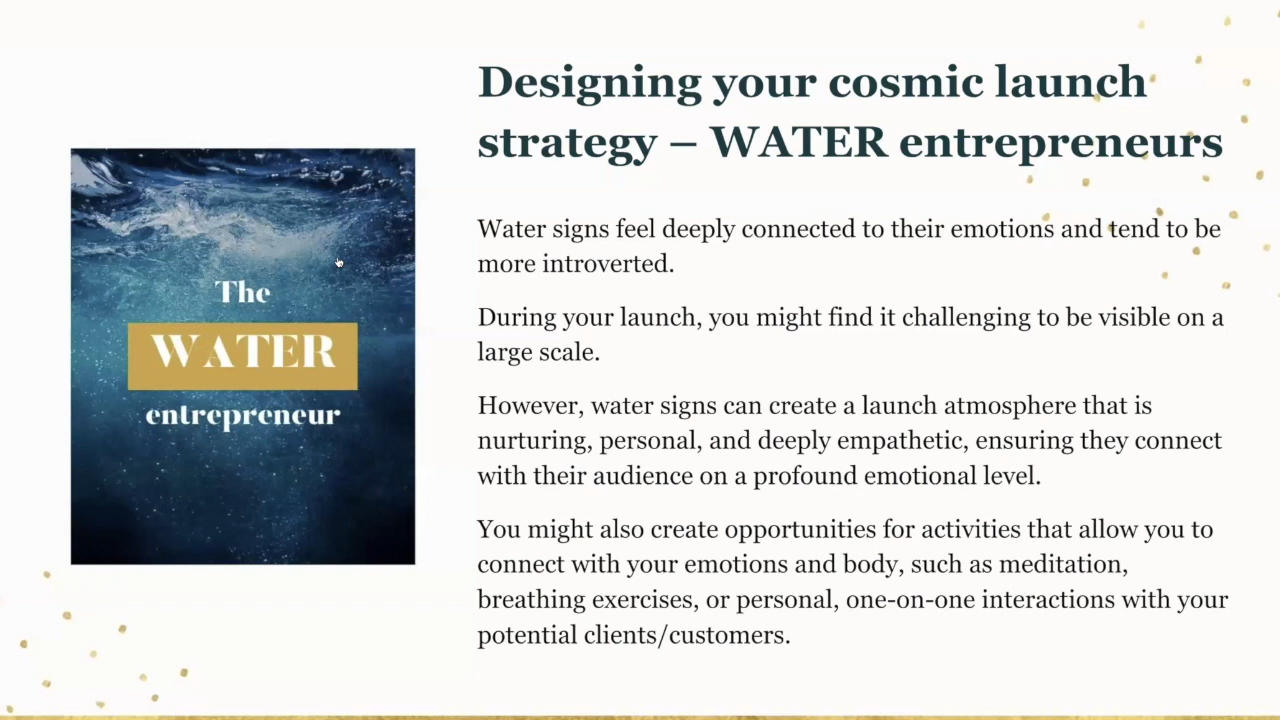 Designing your cosmic launch
strategy – WATER entrepreneurs
The
WATER
entrepreneur
Water signs feel deeply connected to their emotions and tend to be
more introverted.
During your launch, you might find it challenging to be visible on a
large scale.
However, water signs can create a launch atmosphere that is
nurturing, personal, and deeply empathetic, ensuring they connect
with their audience on a profound emotional level.
You might also create opportunities for activities that allow you to
connect with your emotions and body, such as meditation,
breathing exercises, or personal, one-on-one interactions with your
potential clients/customers.